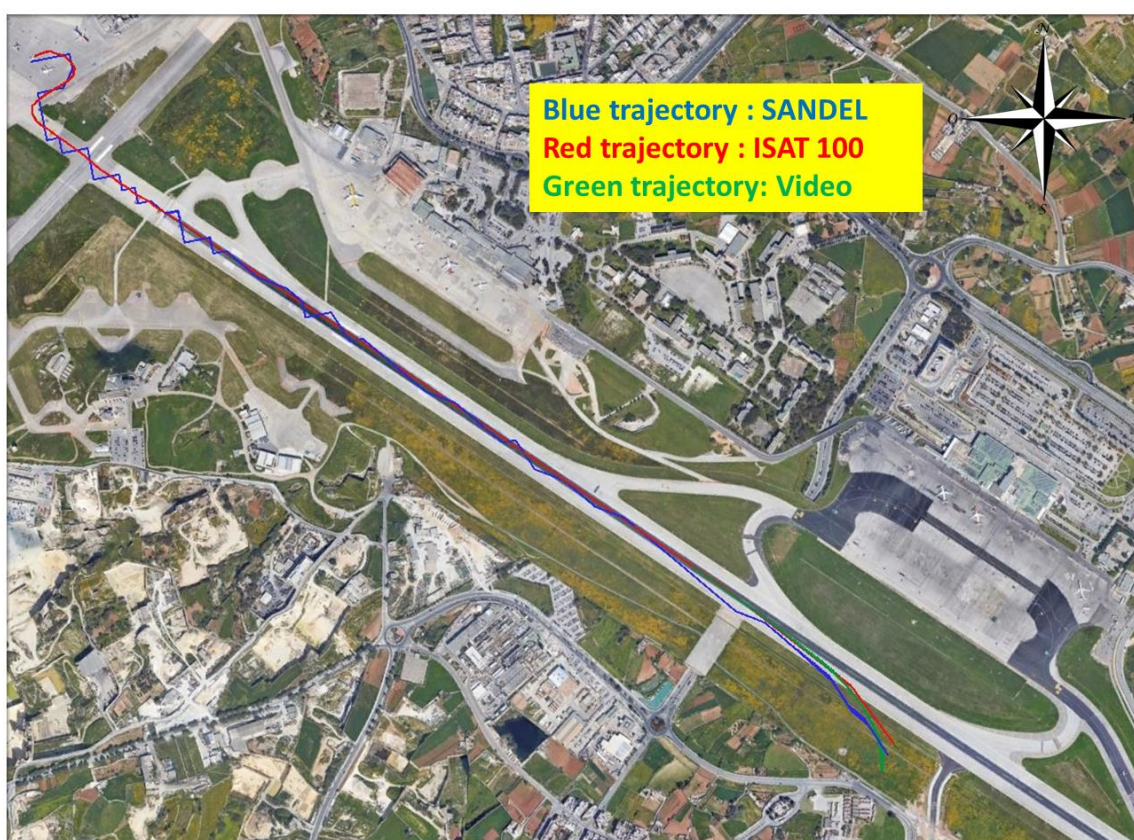 Blue trajectory : SANDEL
Red trajectory : ISAT 100
Green trajectory: Video
N
O
S